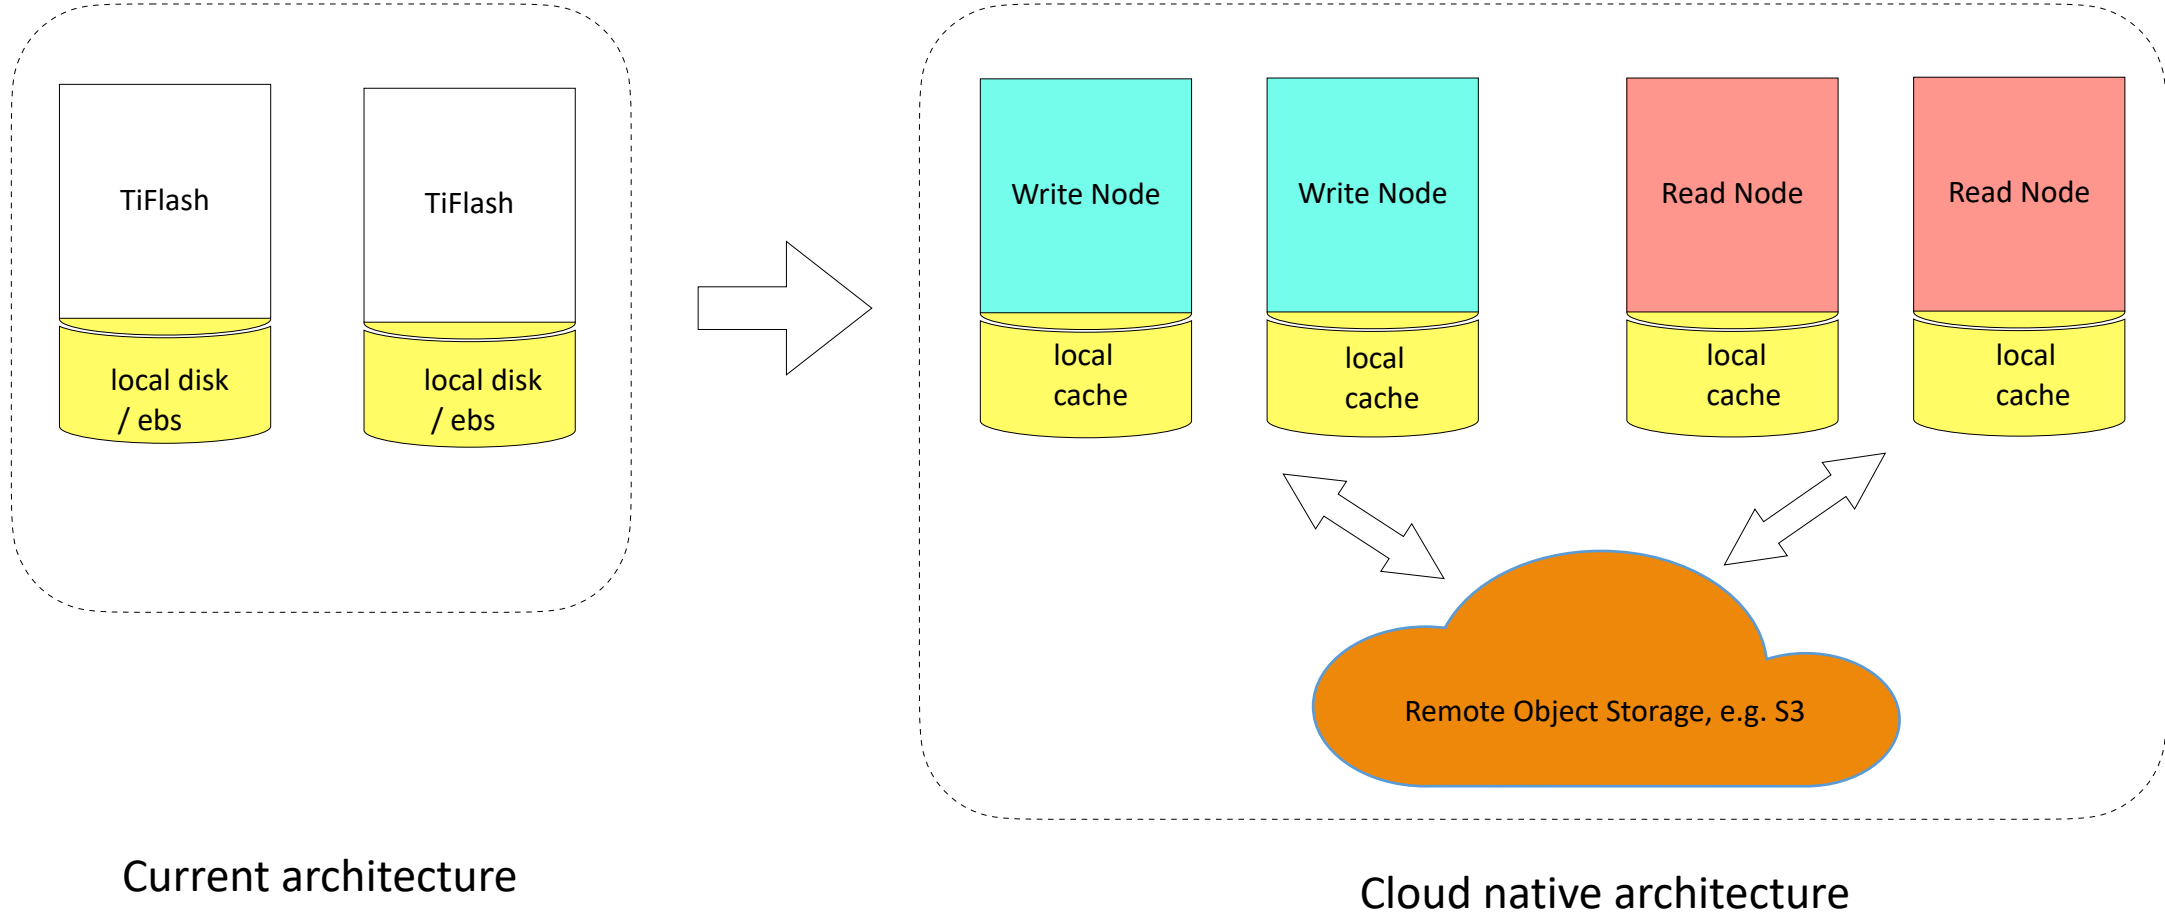 TiFlash
local disk
/ ebs
TiFlash
local disk
/ ebs
Current architecture
Write Node
local
cache
Write Node
local
cache
Read Node
local
cache
Read Node
local
cache
Remote Object Storage, e.g. S3
Cloud native architecture